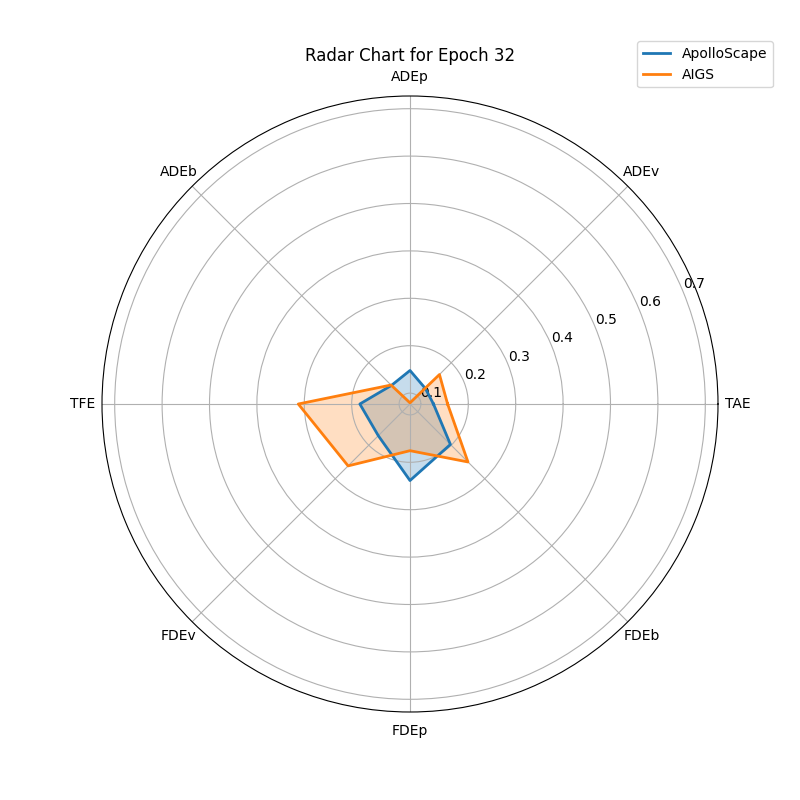 ApolloScape
AIGS
Radar Chart for Epoch 32
ADEp
ADEb
ADEv
0.7
0.6
0.5
0.4
0.3
0.2
0.1
TFE
TAE
FDEv
FDEb
FDEp